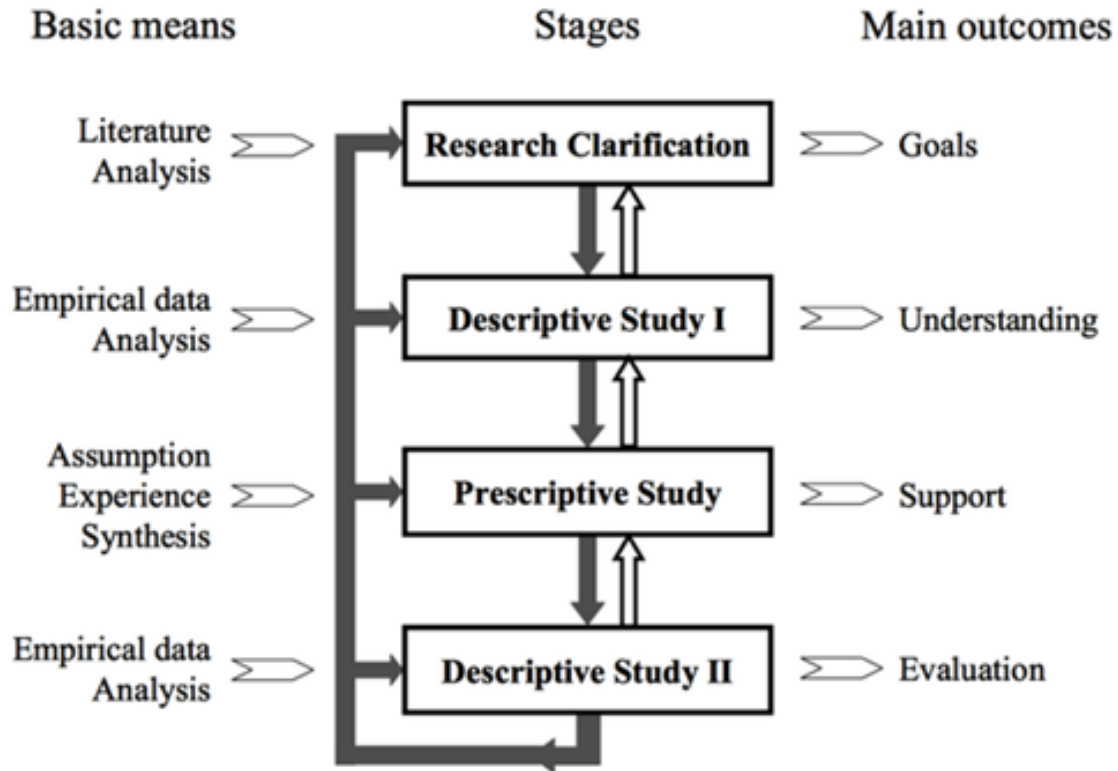 Basic means
Stages
Main outcomes
Literature
Analysis
Research Clarification
Goals
Empirical data
Analysis
Descriptive Study I
Understanding
Assumption
Experience
Synthesis
Prescriptive Study
Support
Empirical data
Analysis
Descriptive Study II
Evaluation